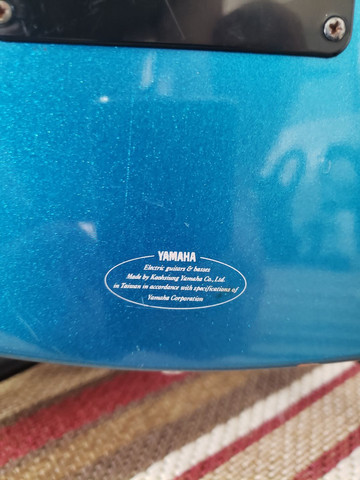 YAMAHA
Electric guitars & basses
Made by Kaohsiung Yamaha Co., Ltd.
in Taiwan in accordance with specifications of
Yamaha Corporation